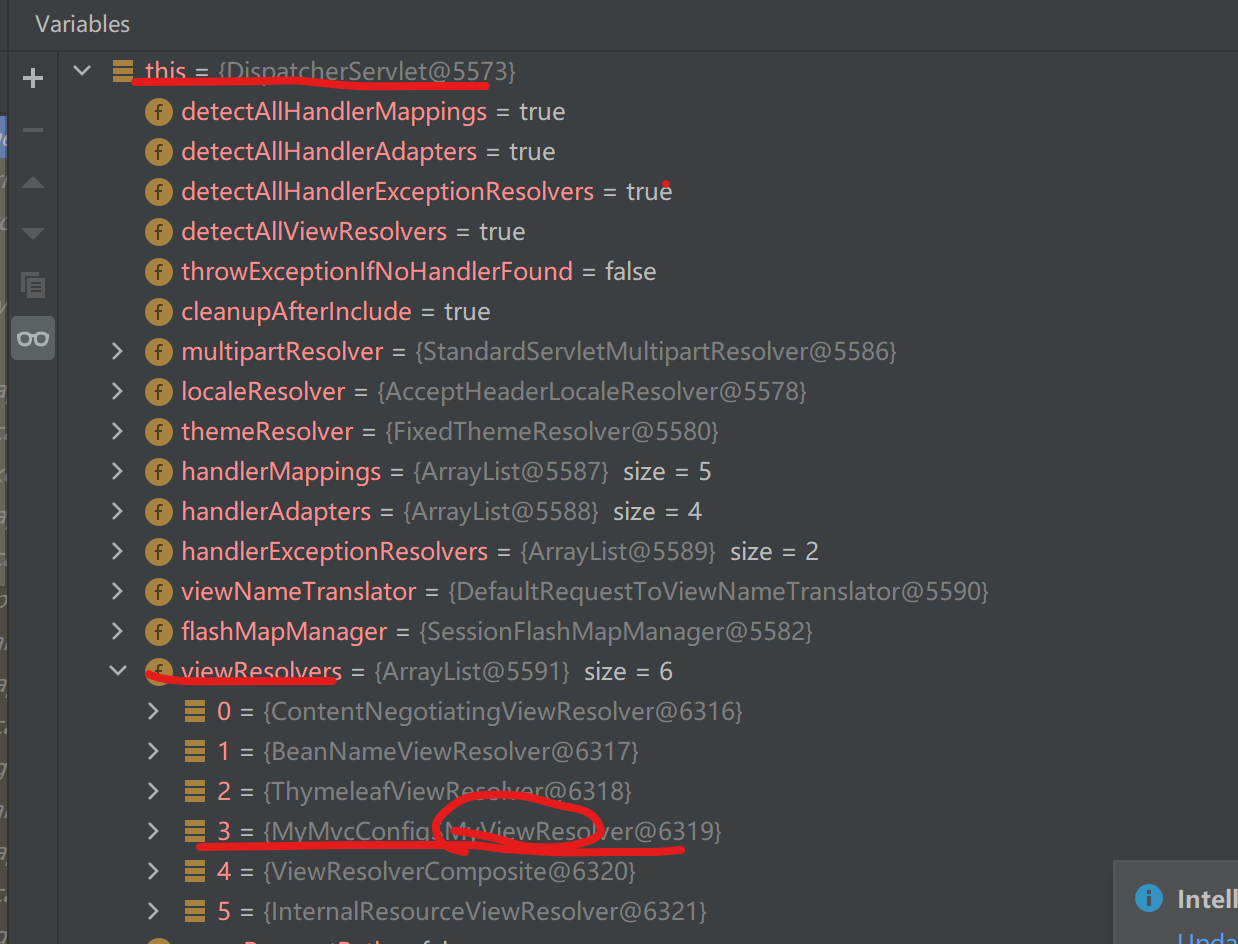 Variables
this = {DispatcherServlet@5573}
f detectAllHandlerMappings = true
f detectAllHandlerAdapters = true
f detectAllHandlerExceptionResolvers = true
f detectAllViewResolvers = true
f throwExceptionIfNoHandlerFound = false
f cleanupAfterInclude = true
f multipartResolver = {StandardServletMultipartResolver@5586}
f localeResolver = {AcceptHeaderLocaleResolver@5578}
f themeResolver = {FixedThemeResolver@5580}
f handlerMappings = {ArrayList@5587} size = 5
f handlerAdapters = {ArrayList@5588} size = 4
f handlerExceptionResolvers = {ArrayList@5589} size = 2
f viewNameTranslator = {DefaultRequestToViewNameTranslator@5590}
f flashMapManager = {SessionFlashMapManager@5582}
f viewResolvers = {ArrayList@5591} size = 6
0 = {ContentNegotiatingViewResolver@6316}
1 = {BeanNameViewResolver@6317}
2 = {ThymeleafViewResolver@6318}
3 = {MyMvcConfig$MyViewResolver@6319}
4 = {ViewResolverComposite@6320}
5 = {InternalResourceViewResolver@6321}
Intell
Upda